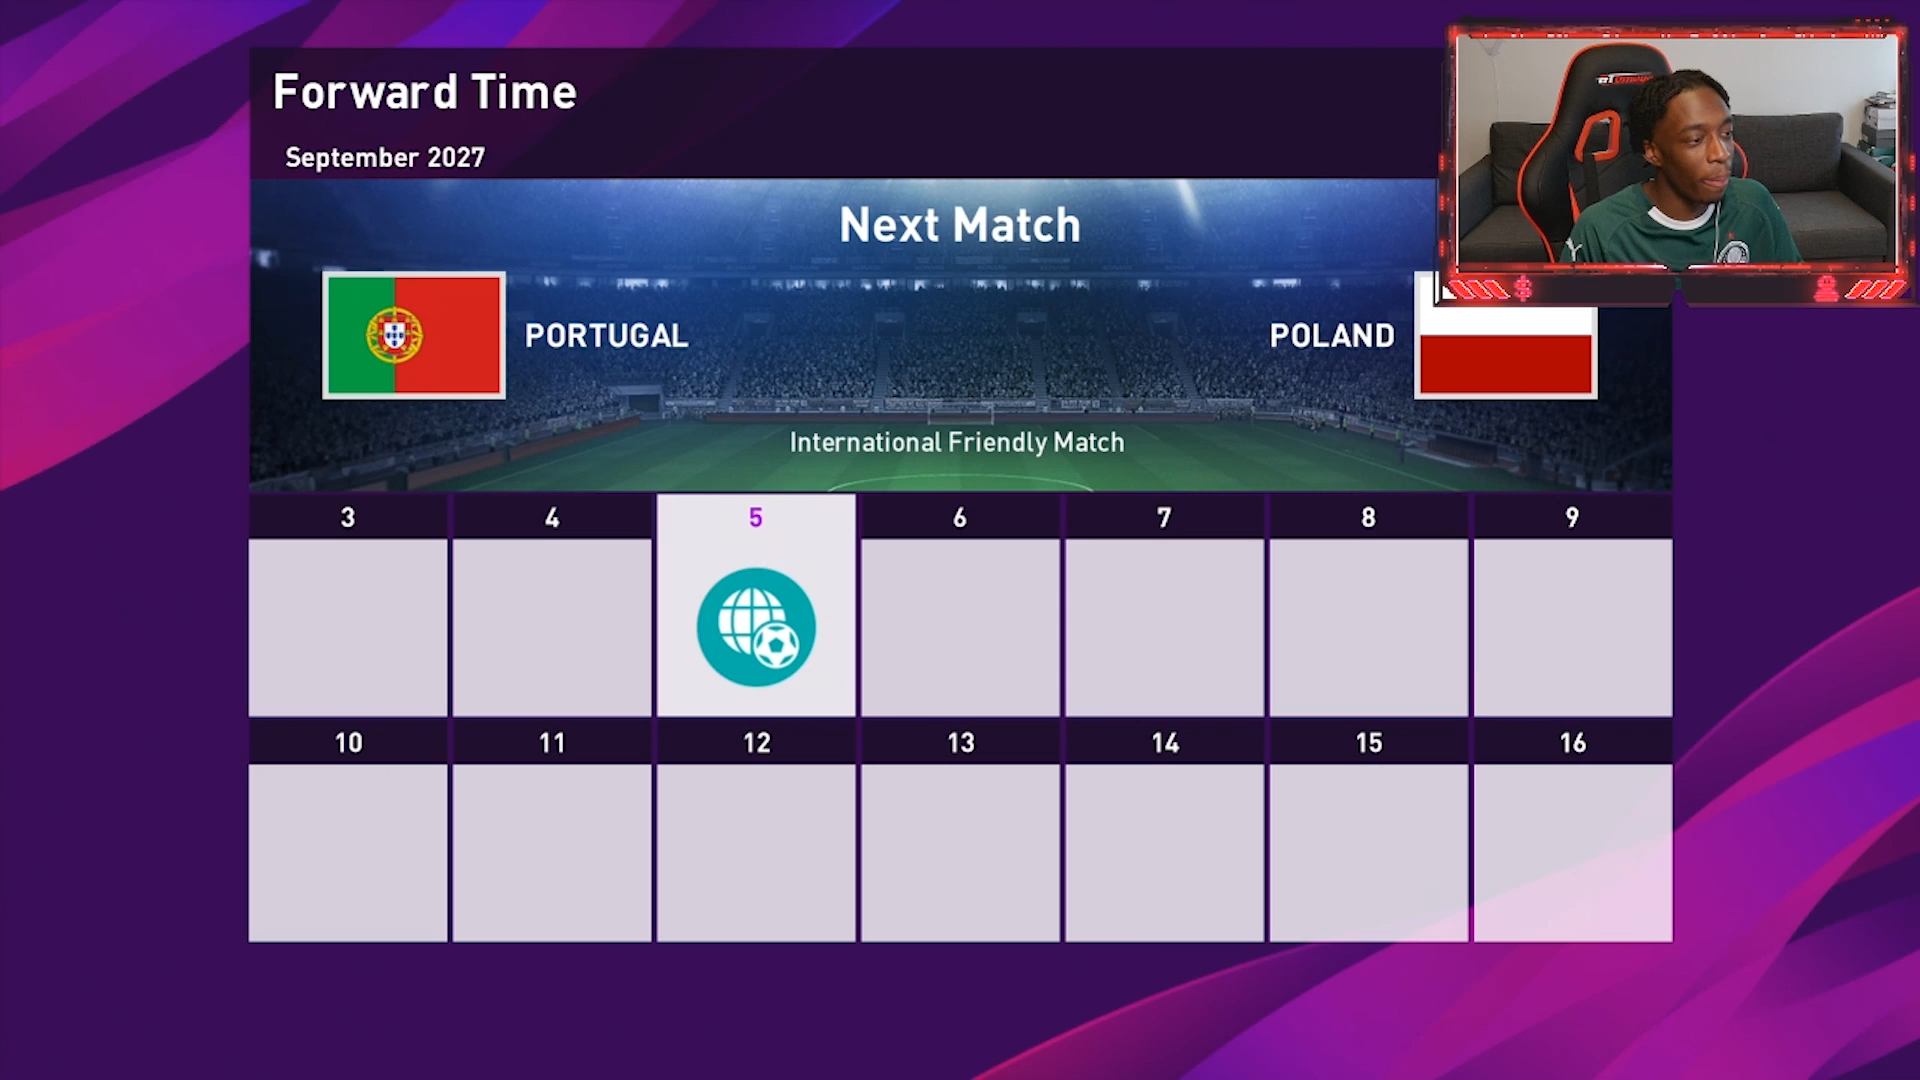 Forward Time
September 2027
Next Match
PORTUGAL
POLAND
International Friendly Match
3 4 5 6 7 8 9
10 11 12 13 14 15 16